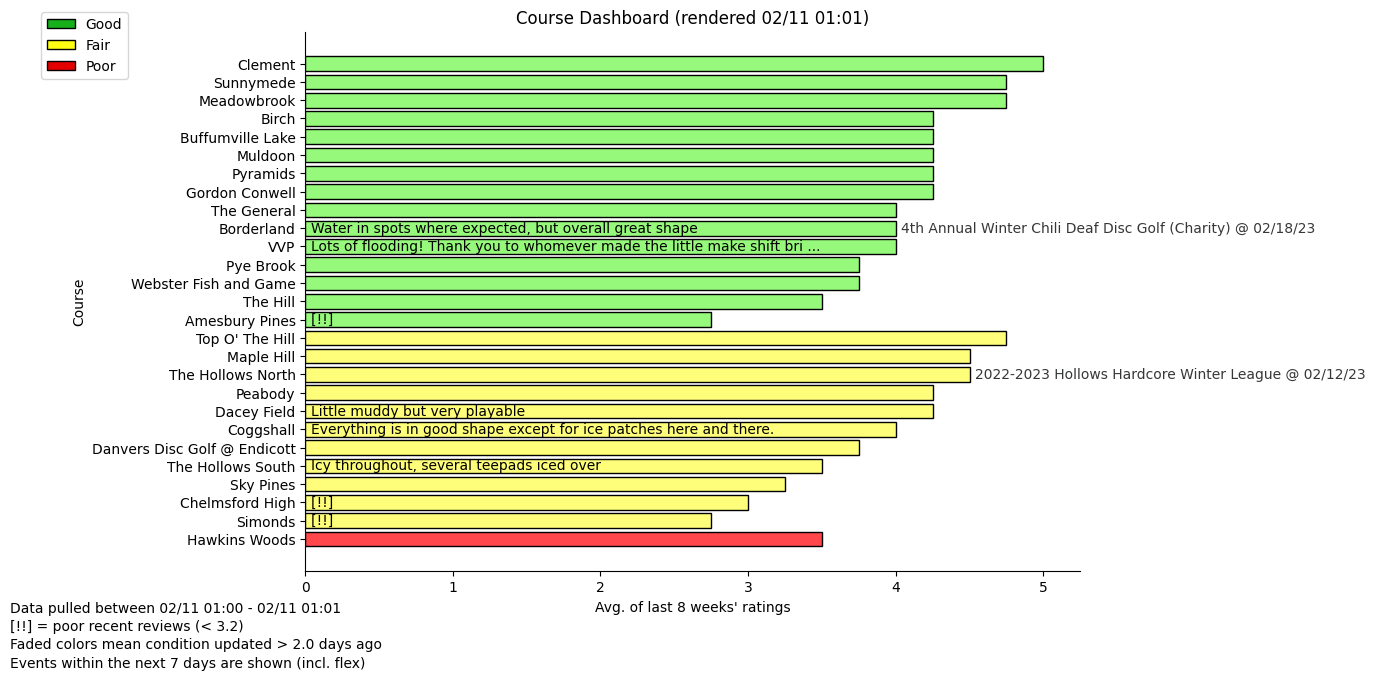 Good
Fair
Poor
Course Dashboard (rendered 02/11 01:01)
Course
Clement
Sunnymede
Meadowbrook
Birch
Buffumville Lake
Muldoon
Pyramids
Gordon Conwell
The General
Borderland Water in spots where expected, but overall great shape 4th Annual Winter Chili Deaf Disc Golf (Charity) @ 02/18/23
VVP Lots of flooding! Thank you to whomever made the little make shift bri ...
Pye Brook
Webster Fish and Game
The Hill
Amesbury Pines [!!]
Top O' The Hill
Maple Hill
The Hollows North 2022-2023 Hollows Hardcore Winter League @ 02/12/23
Peabody
Dacey Field Little muddy but very playable
Coggshall Everything is in good shape except for ice patches here and there.
Danvers Disc Golf @ Endicott
The Hollows South Icy throughout, several teepads iced over
Sky Pines
Chelmsford High [!!]
Simonds [!!]
Hawkins Woods
0 1 2 3 4 5
Avg. of last 8 weeks' ratings
Data pulled between 02/11 01:00 - 02/11 01:01
[!!] = poor recent reviews (< 3.2)
Faded colors mean condition updated > 2.0 days ago
Events within the next 7 days are shown (incl. flex)